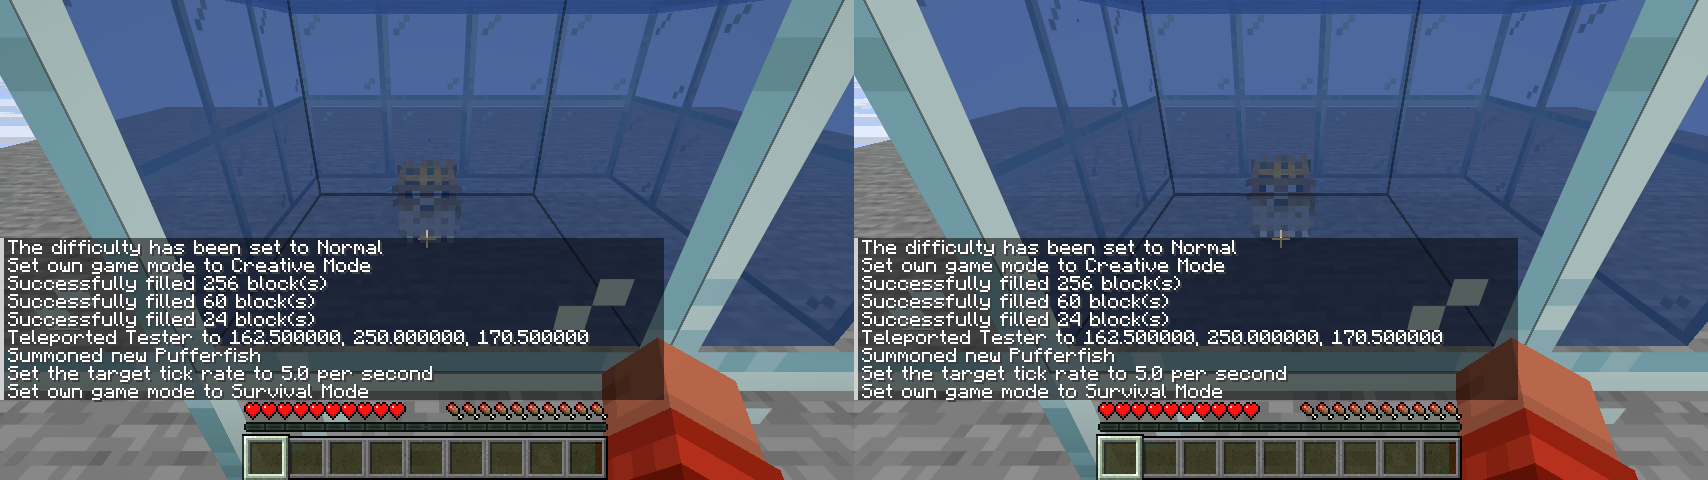 The difficulty has been set to Normal
Set own game mode to Creative Mode
Successfully filled 256 block(s)
Successfully filled 60 block(s)
Successfully filled 24 block(s)
Teleported Tester to 162.500000, 250.000000, 170.500000
Summoned new Pufferfish
Set the target tick rate to 5.0 per second
Set own game mode to Survival Mode
The difficulty has been set to Normal
Set own game mode to Creative Mode
Successfully filled 256 block(s)
Successfully filled 60 block(s)
Successfully filled 24 block(s)
Teleported Tester to 162.500000, 250.000000, 170.500000
Summoned new Pufferfish
Set the target tick rate to 5.0 per second
Set own game mode to Survival Mode